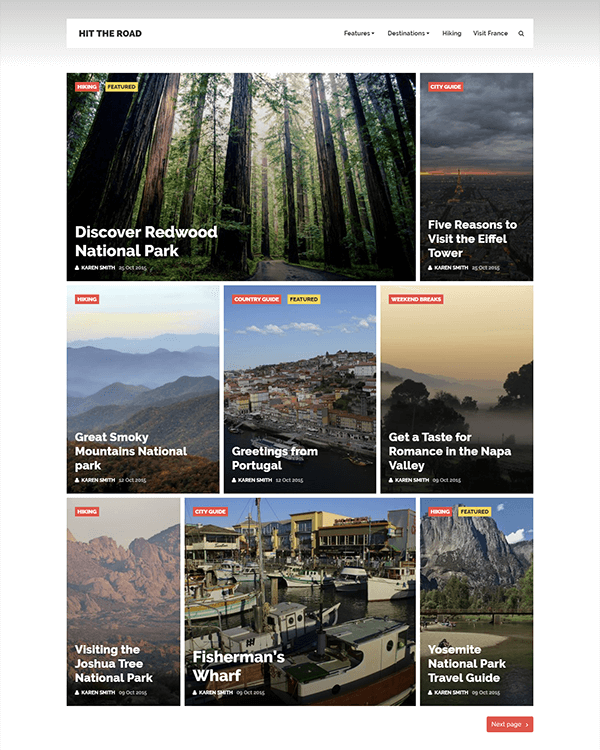 HIT THE ROAD
Features Destinations Hiking Visit France
HIKING FEATURED
Discover Redwood
National Park
KAREN SMITH 25 Oct 2015
CITY GUIDE
Five Reasons to
Visit the Eiffel
Tower
KAREN SMITH 25 Oct 2015
HIKING
Great Smoky
Mountains National
park
KAREN SMITH 12 Oct 2015
COUNTRY GUIDE FEATURED
Greetings from
Portugal
KAREN SMITH 12 Oct 2015
WEEKEND BREAKS
Get a Taste for
Romance in the Napa
Valley
KAREN SMITH 09 Oct 2015
HIKING
Visiting the
Joshua Tree
National Park
KAREN SMITH 09 Oct 2015
CITY GUIDE
Fisherman's
Wharf
KAREN SMITH 09 Oct 2015
HIKING FEATURED
Yosemite
National Park
Travel Guide
KAREN SMITH 09 Oct 2015
Next page ›